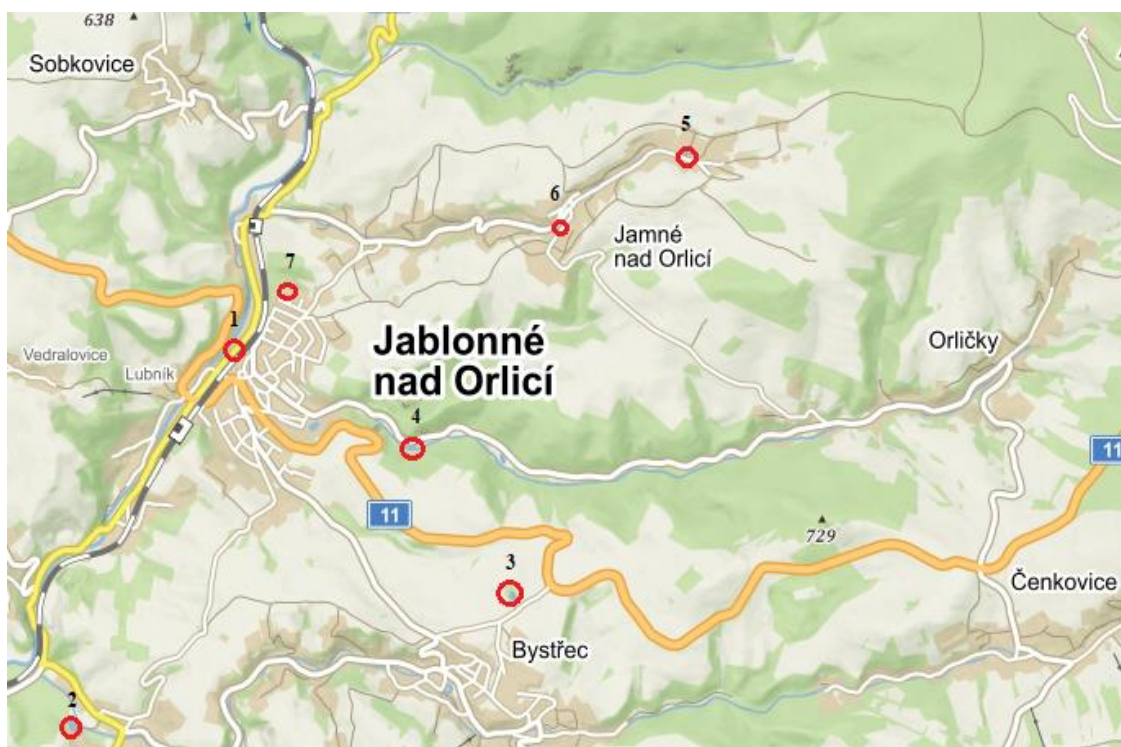 638
Sobkovice
5
6
Jamné
nad Orlicí
7
1
Vedralovice
Lubník
Jablonné
nad Orlicí
Orličky
4
11
11
729
3
Čenkovice
Bystřec
2